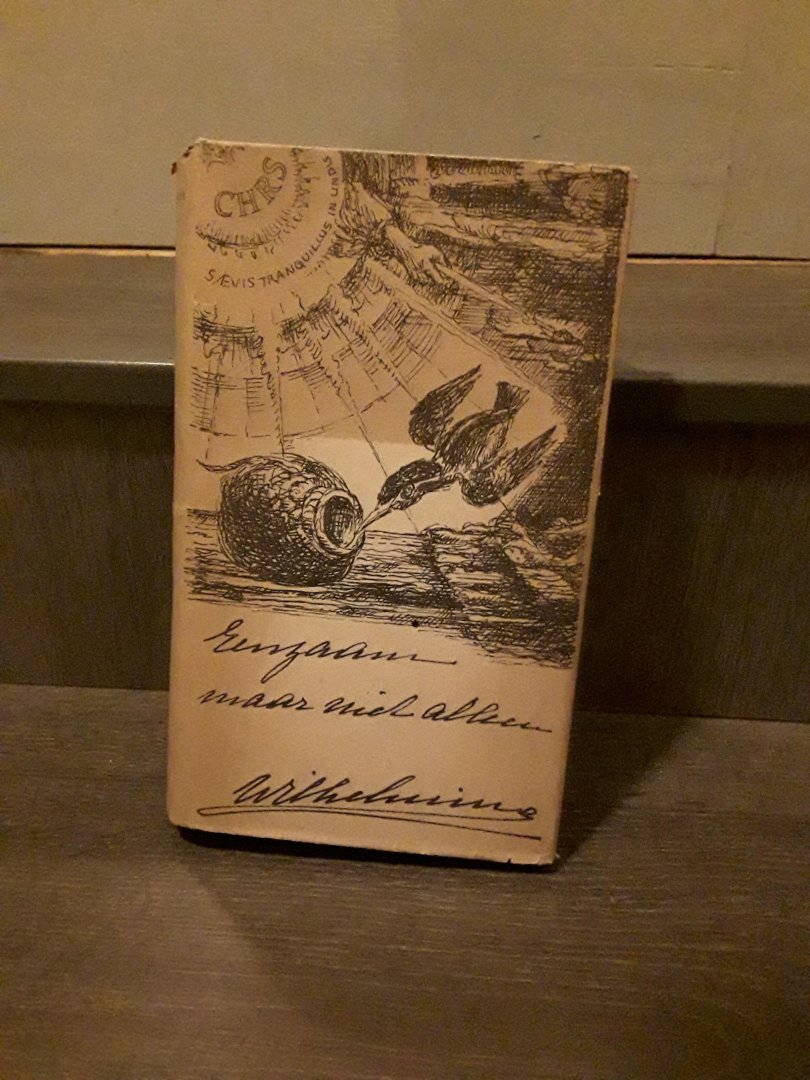 CHRS
SÆVIS TRANQUILLUS IN UNDIS
Eenzaam
maar niet alleen
Wilhelmina